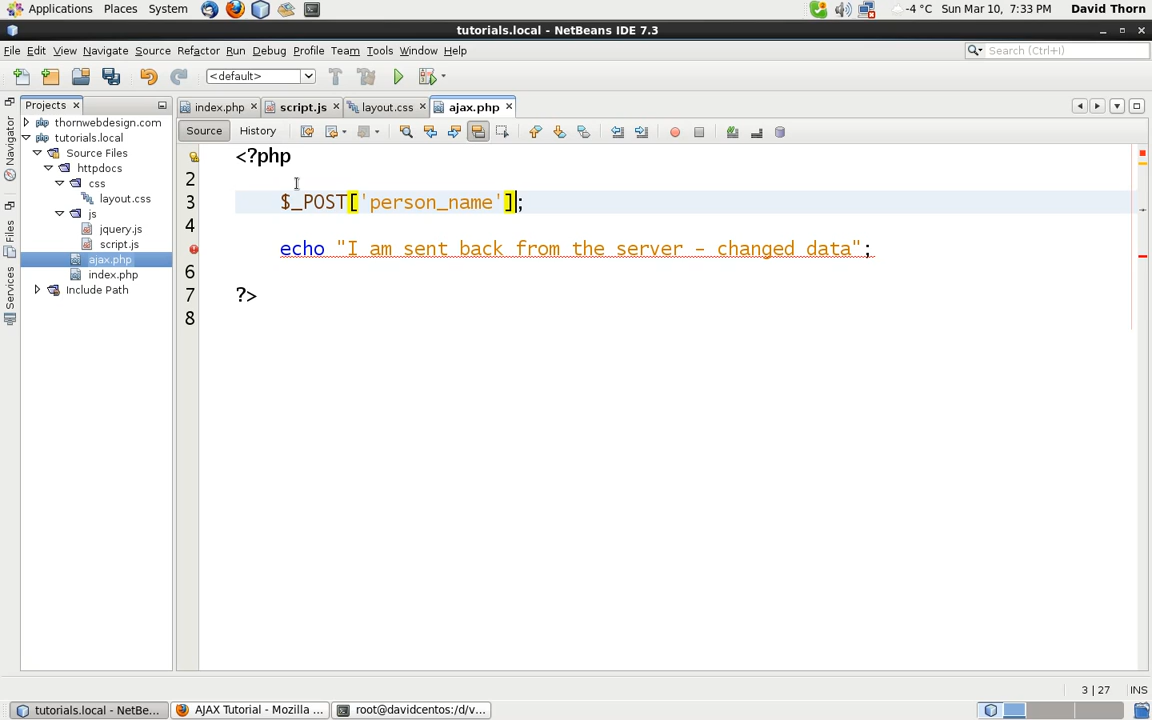 Applications Places System -4 °C Sun Mar 10, 7:33 PM David Thorn
tutorials.local - NetBeans IDE 7.3
File Edit View Navigate Source Refactor Run Debug Profile Team Tools Window Help Search (Ctrl+I)
<default>
Projects index.php script.js layout.css ajax.php
thornwebdesign.com
tutorials.local
Source Files
httpdocs
css
layout.css
js
jquery.js
script.js
ajax.php
index.php
Include Path
Navigator
Files
Services
Source History
<?php
2
3 $_POST['person_name'];
4
echo "I am sent back from the server - changed data";
6
7 ?>
8
3 | 27 INS
tutorials.local - NetBe... AJAX Tutorial - Mozilla ... root@davidcentos:/d/v...